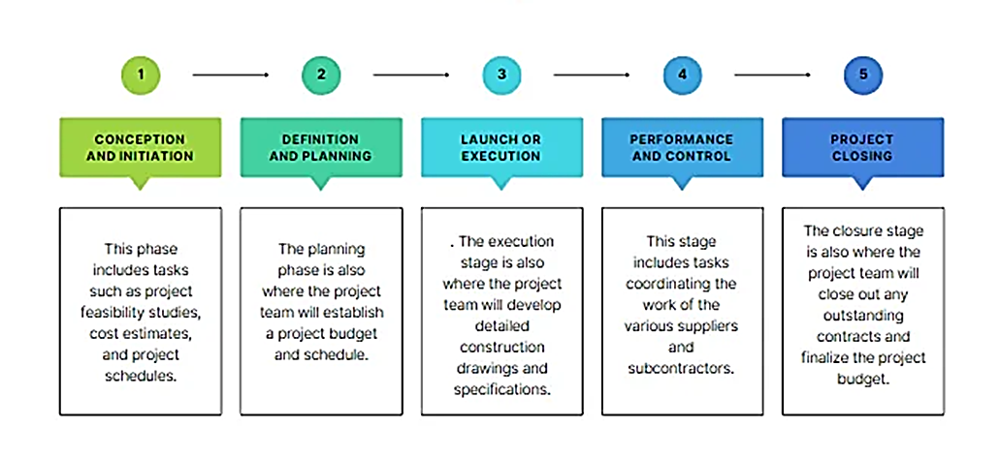 1
2
3
4
5
CONCEPTION
AND INITIATION
DEFINITION
AND PLANNING
LAUNCH OR
EXECUTION
PERFORMANCE
AND CONTROL
PROJECT
CLOSING
This phase
includes tasks
such as project
feasibility studies,
cost estimates,
and project
schedules.
The planning
phase is also
where the project
team will establish
a project budget
and schedule.
. The execution
stage is also
where the project
team will develop
detailed
construction
drawings and
specifications.
This stage
includes tasks
coordinating the
work of the
various suppliers
and
subcontractors.
The closure stage
is also where the
project team will
close out any
outstanding
contracts and
finalize the project
budget.